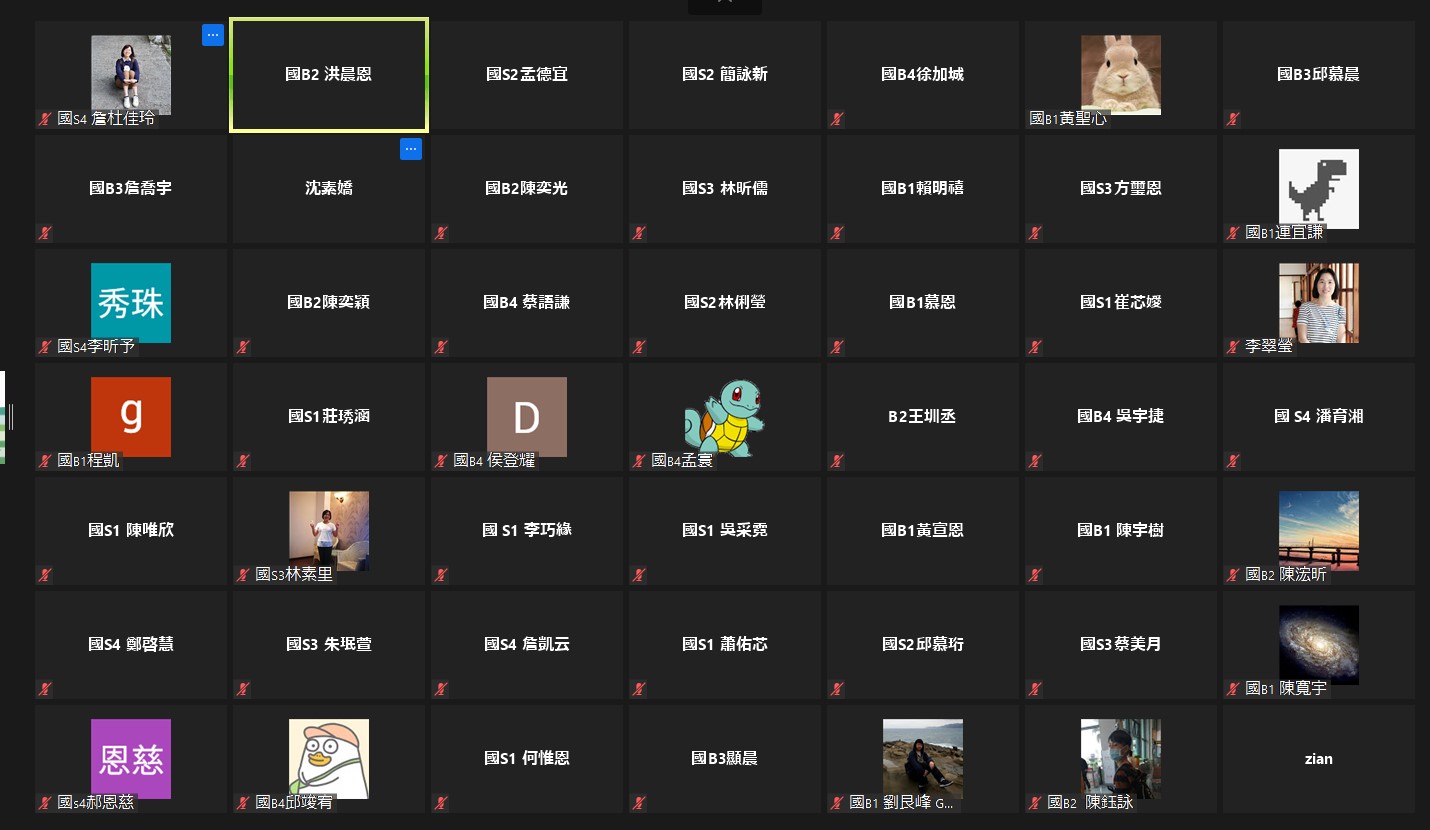 國S4 詹杜佳玲
國B2 洪晨恩
國S2孟德宜
國S2 簡詠新
國B4徐加城
國B1黃聖心
國B3邱慕晨
國B3詹喬宇
沈素嬌
國B2陳奕光
國S3 林昕儒
國B1賴明禧
國S3方璽恩
國B1連宜謙
秀珠
國S4李昕予
國B2陳奕穎
國B4 蔡語謙
國S2林俐瑩
國B1慕恩
國S1崔芯嫒
李翠瑩
g
國B1程凱
國S1莊琇涵
D
國B4 侯登耀
國B4孟寰
B2王圳丞
國B4 吳宇捷
國 S4 潘育湘
國S1 陳唯欣
國S3林素里
國 S1 李巧緣
國S1 吳采霓
國B1黃宣恩
國B1 陳宇樹
國B2 陳浤昕
國S4 鄭啓慧
國S3 朱珉萱
國S4 詹凱云
國S1 蕭佑芯
國S2邱慕珩
國S3蔡美月
國B1 陳寬宇
恩慈
國S4郝恩慈
國B4邱竣宥
國S1 何惟恩
國B3顯晨
國B1 劉艮峰 G...
國B2 陳鈺詠
zian